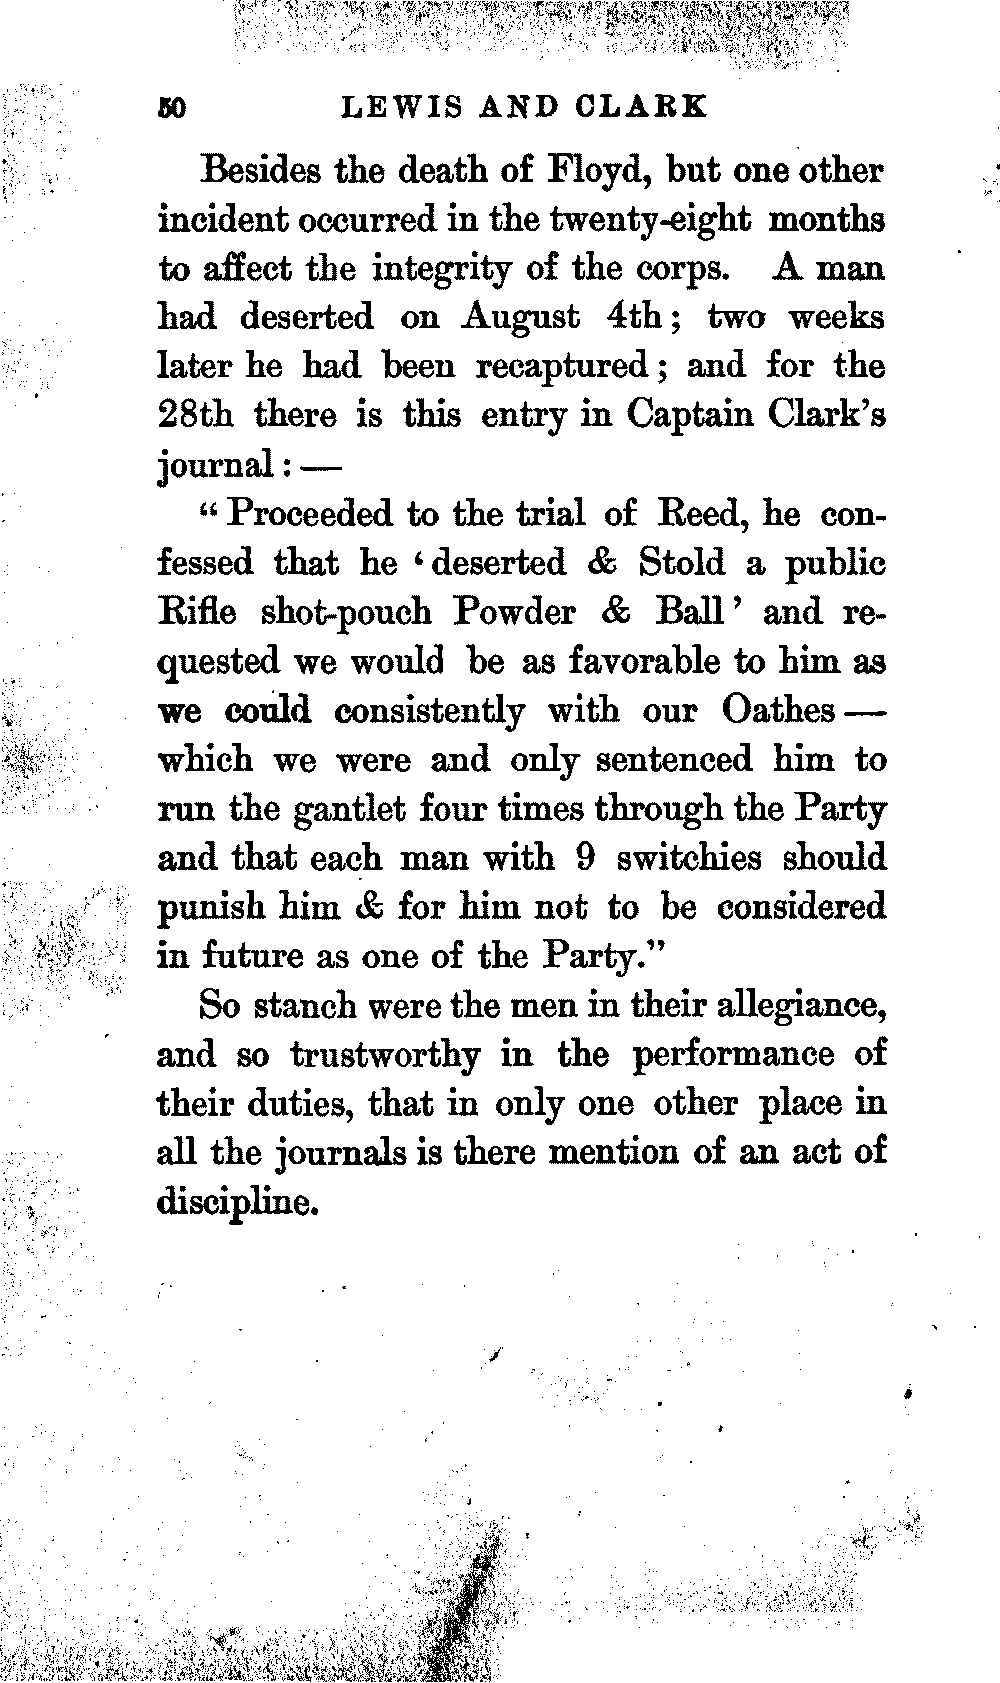 50 LEWIS AND CLARK
Besides the death of Floyd, but one other
incident occurred in the twenty-eight months
to affect the integrity of the corps. A man
had deserted on August 4th; two weeks
later he had been recaptured; and for the
28th there is this entry in Captain Clark's
journal: —
"Proceeded to the trial of Reed, he con-
fessed that he 'deserted & Stold a public
Rifle shot-pouch Powder & Ball' and re-
quested we would be as favorable to him as
we could consistently with our Oathes —
which we were and only sentenced him to
run the gantlet four times through the Party
and that each man with 9 switchies should
punish him & for him not to be considered
in future as one of the Party."
So stanch were the men in their allegiance,
and so trustworthy in the performance of
their duties, that in only one other place in
all the journals is there mention of an act of
discipline.